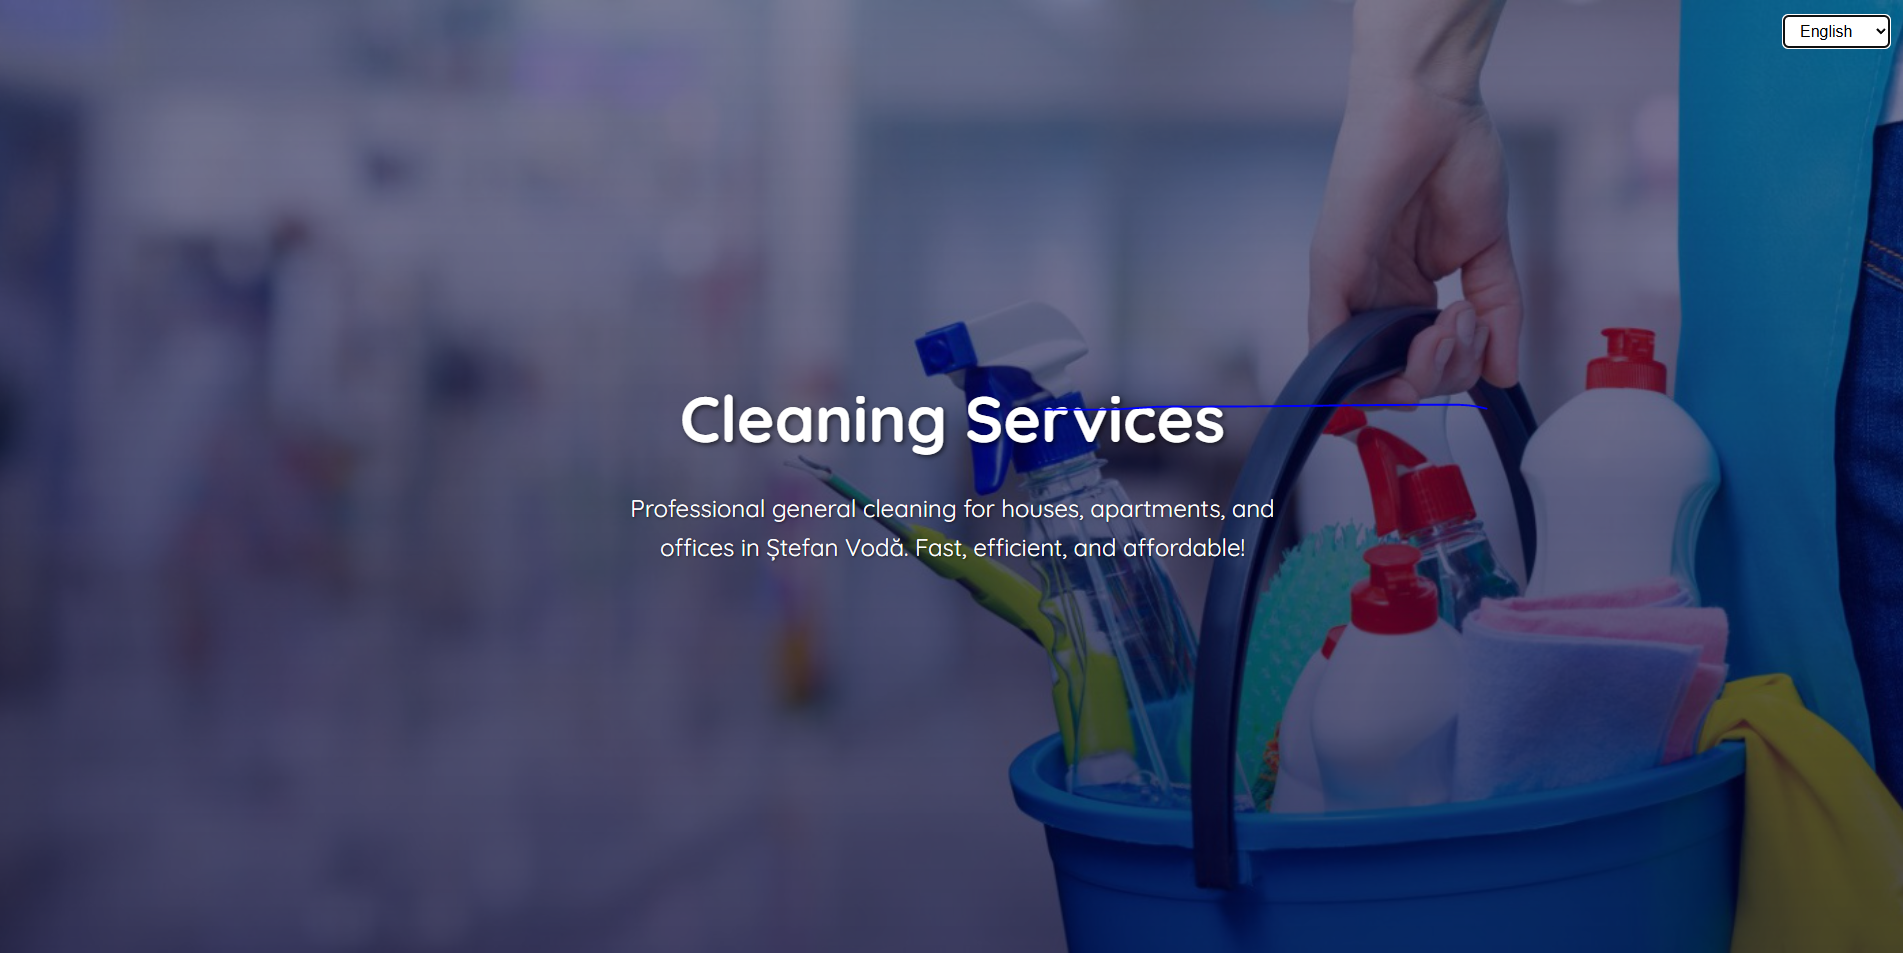 English
Cleaning Services
Professional general cleaning for houses, apartments, and
offices in Ștefan Vodă. Fast, efficient, and affordable!